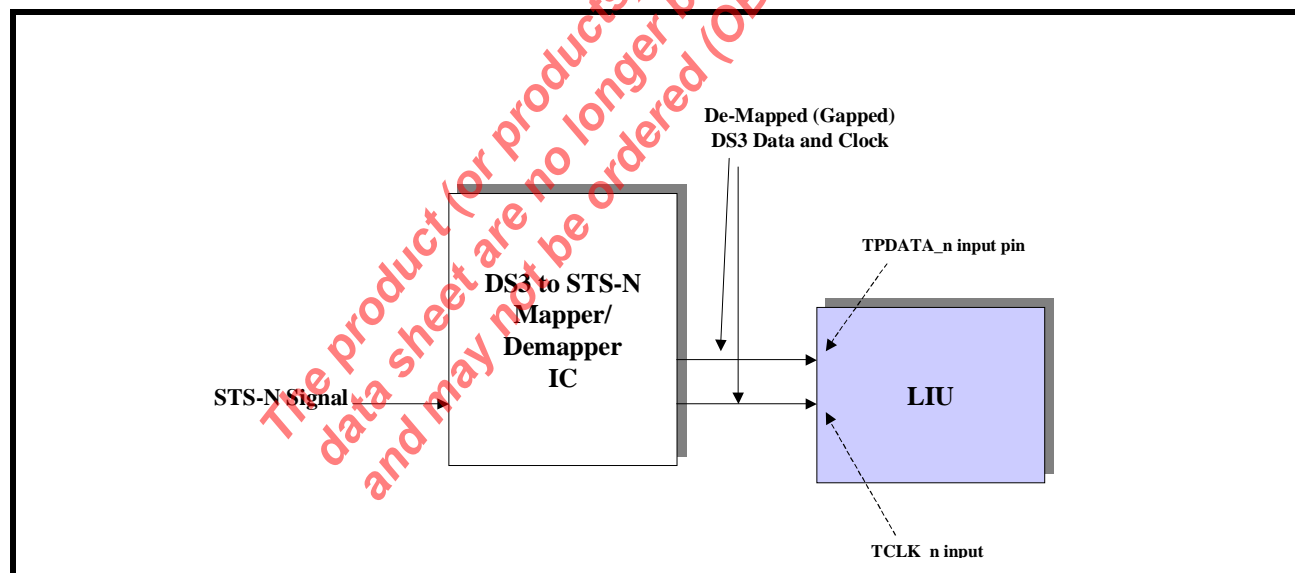 The product (or products)
data sheet are no longer
and may not be ordered (
De-Mapped (Gapped)
DS3 Data and Clock
TPDATA_n input pin
DS3 to STS-N
Mapper/
Demapper
IC
STS-N Signal
LIU
TCLK_n input